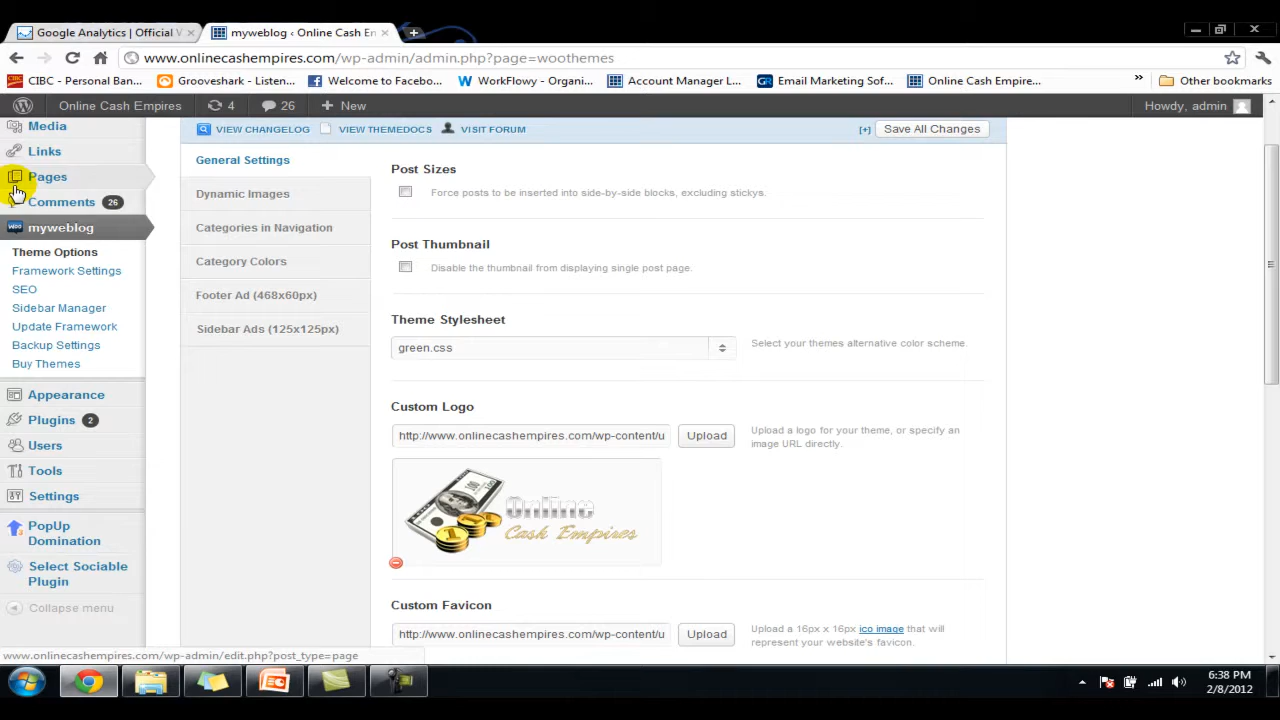 Google Analytics | Official V
myweblog ‹ Online Cash En
www.onlinecashempires.com/wp-admin/admin.php?page=woothemes
CIBC - Personal Ban...
Grooveshark - Listen...
Welcome to Facebo...
WorkFlowy - Organi...
Account Manager L...
Email Marketing Sof...
Online Cash Empire...
»
Other bookmarks
Online Cash Empires
4
26
+ New
Howdy, admin
Media
Links
Pages
Comments 26
myweblog
Theme Options
Framework Settings
SEO
Sidebar Manager
Update Framework
Backup Settings
Buy Themes
Appearance
Plugins 2
Users
Tools
Settings
PopUp
Domination
Select Sociable
Plugin
Collapse menu
VIEW CHANGELOG
VIEW THEMEDOCS
VISIT FORUM
[+]
Save All Changes
General Settings
Dynamic Images
Categories in Navigation
Category Colors
Footer Ad (468x60px)
Sidebar Ads (125x125px)
Post Sizes
Force posts to be inserted into side-by-side blocks, excluding stickys.
Post Thumbnail
Disable the thumbnail from displaying single post page.
Theme Stylesheet
green.css
Select your themes alternative color scheme.
Custom Logo
http://www.onlinecashempires.com/wp-content/u
Upload
Upload a logo for your theme, or specify an
image URL directly.
Online
Cash Empires
Custom Favicon
http://www.onlinecashempires.com/wp-content/u
Upload
Upload a 16px x 16px ico image that will
represent your website's favicon.
www.onlinecashempires.com/wp-admin/edit.php?post_type=page
6:38 PM
2/8/2012